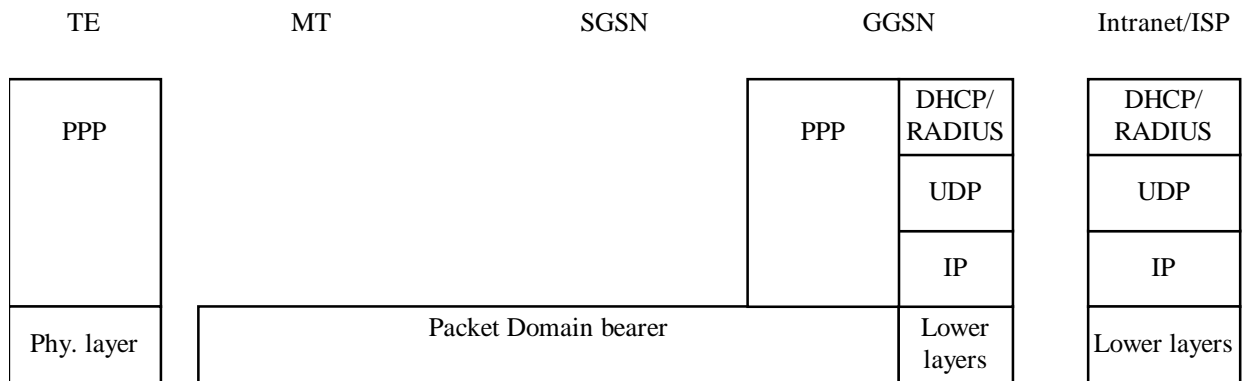 TE MT SGSN GGSN Intranet/ISP
PPP PPP DHCP/ DHCP/
RADIUS RADIUS
UDP UDP
IP IP
Phy. layer Packet Domain bearer Lower Lower layers
layers